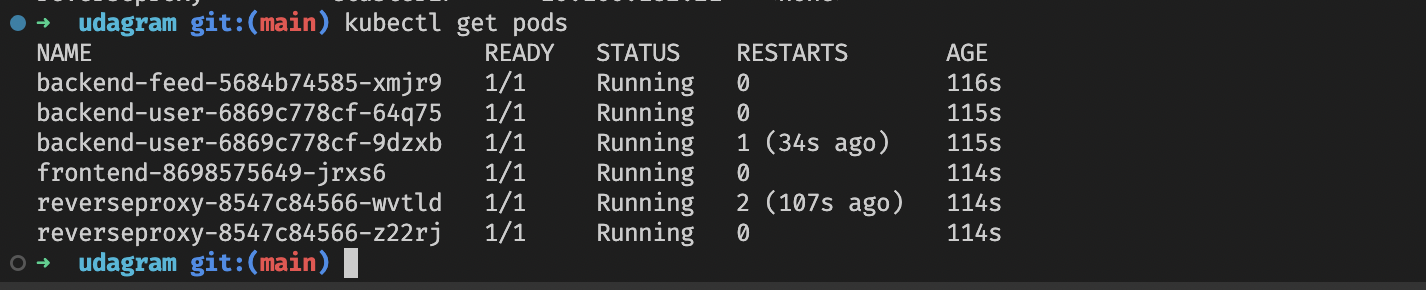 ➜ udagram git:(main) kubectl get pods
NAME READY STATUS RESTARTS AGE
backend-feed-5684b74585-xmjr9 1/1 Running 0 116s
backend-user-6869c778cf-64q75 1/1 Running 0 115s
backend-user-6869c778cf-9dzxb 1/1 Running 1 (34s ago) 115s
frontend-8698575649-jrxs6 1/1 Running 0 114s
reverseproxy-8547c84566-wvtld 1/1 Running 2 (107s ago) 114s
reverseproxy-8547c84566-z22rj 1/1 Running 0 114s
➜ udagram git:(main)